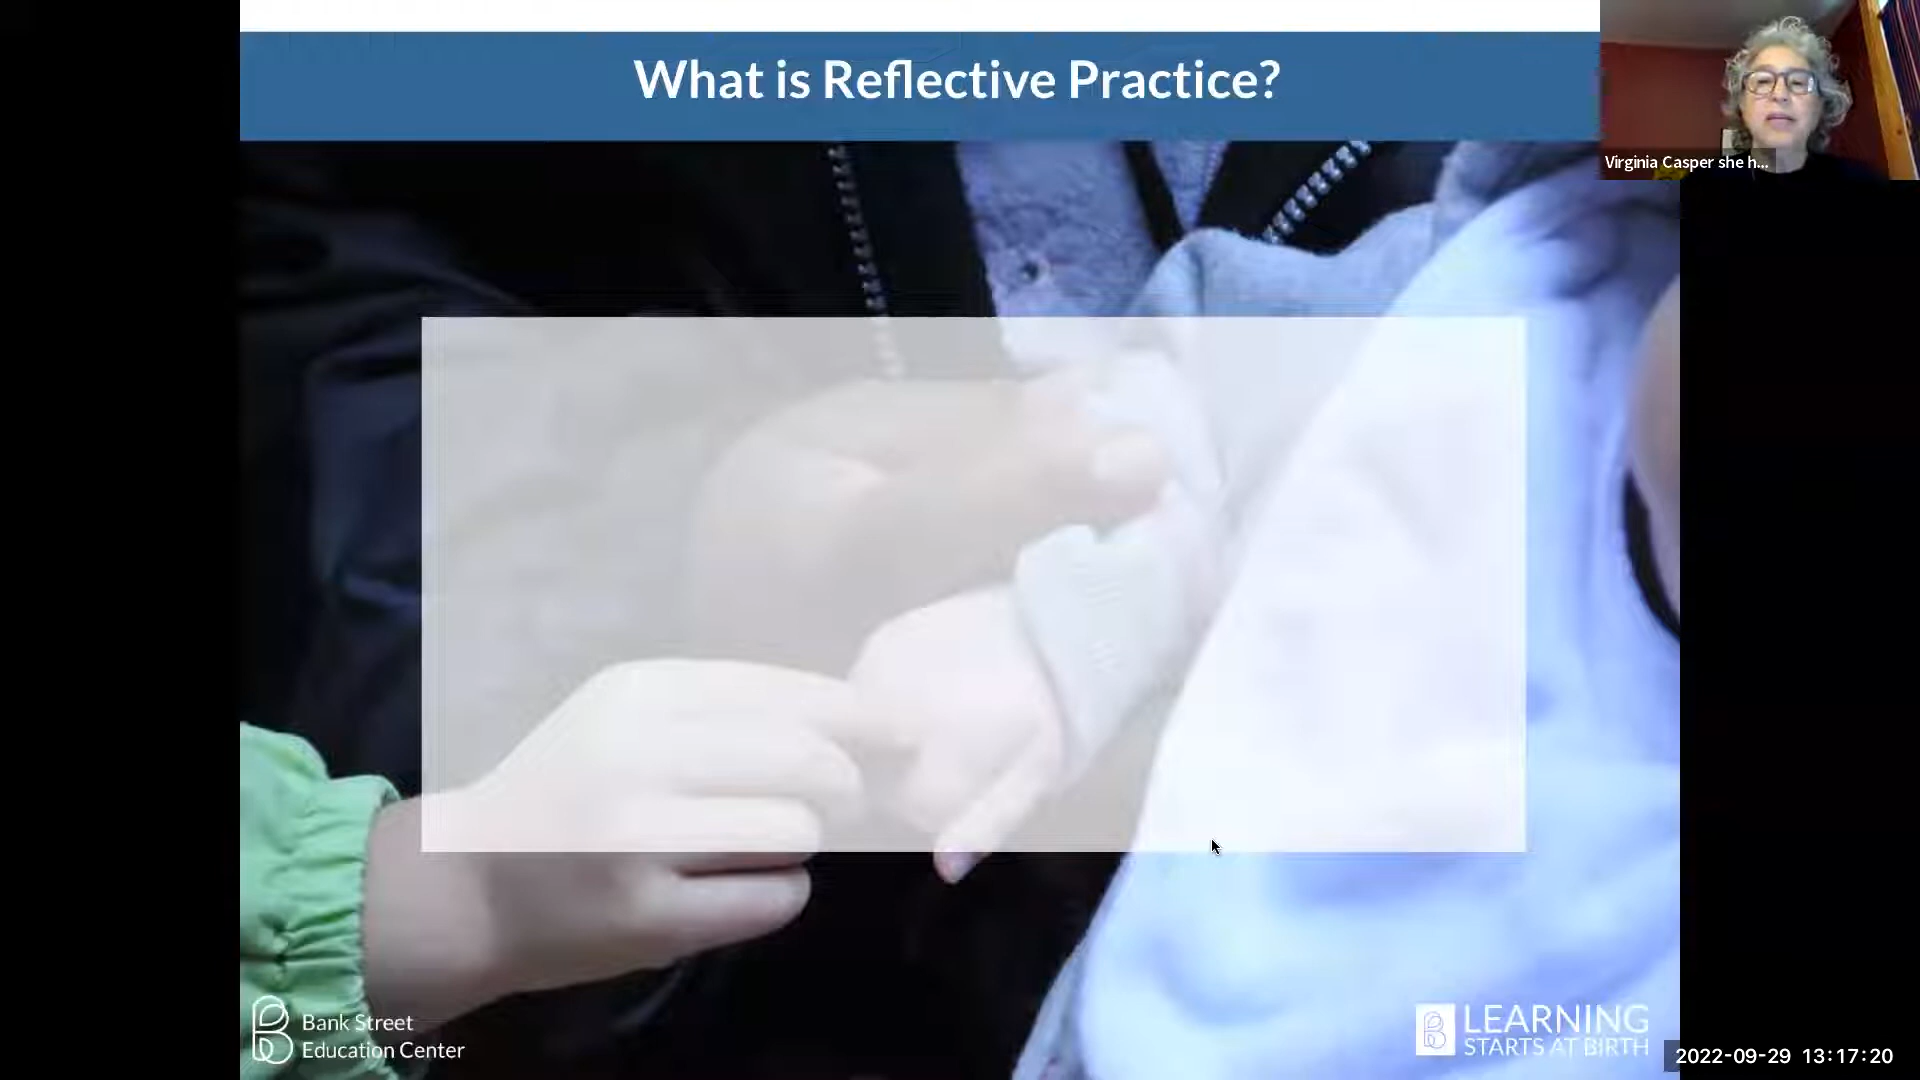 What is Reflective Practice?
Virginia Casper she h...
Bank Street
Education Center
LEARNING
STARTS AT BIRTH
2022-09-29 13:17:20